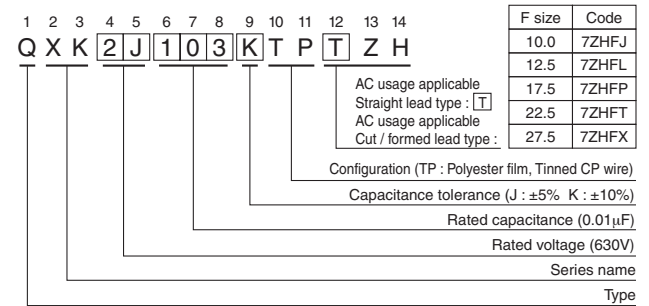 1 2 3 4 5 6 7 8 9 10 11 12 13 14
Q X K 2 J 1 0 3 K T P T Z H
AC usage applicable
Straight lead type : T
AC usage applicable
Cut / formed lead type :
F size Code
10.0 7ZHFJ
12.5 7ZHFL
17.5 7ZHFP
22.5 7ZHFT
27.5 7ZHFX
Configuration (TP : Polyester film, Tinned CP wire)
Capacitance tolerance (J : ±5% K : ±10%)
Rated capacitance (0.01μF)
Rated voltage (630V)
Series name
Type